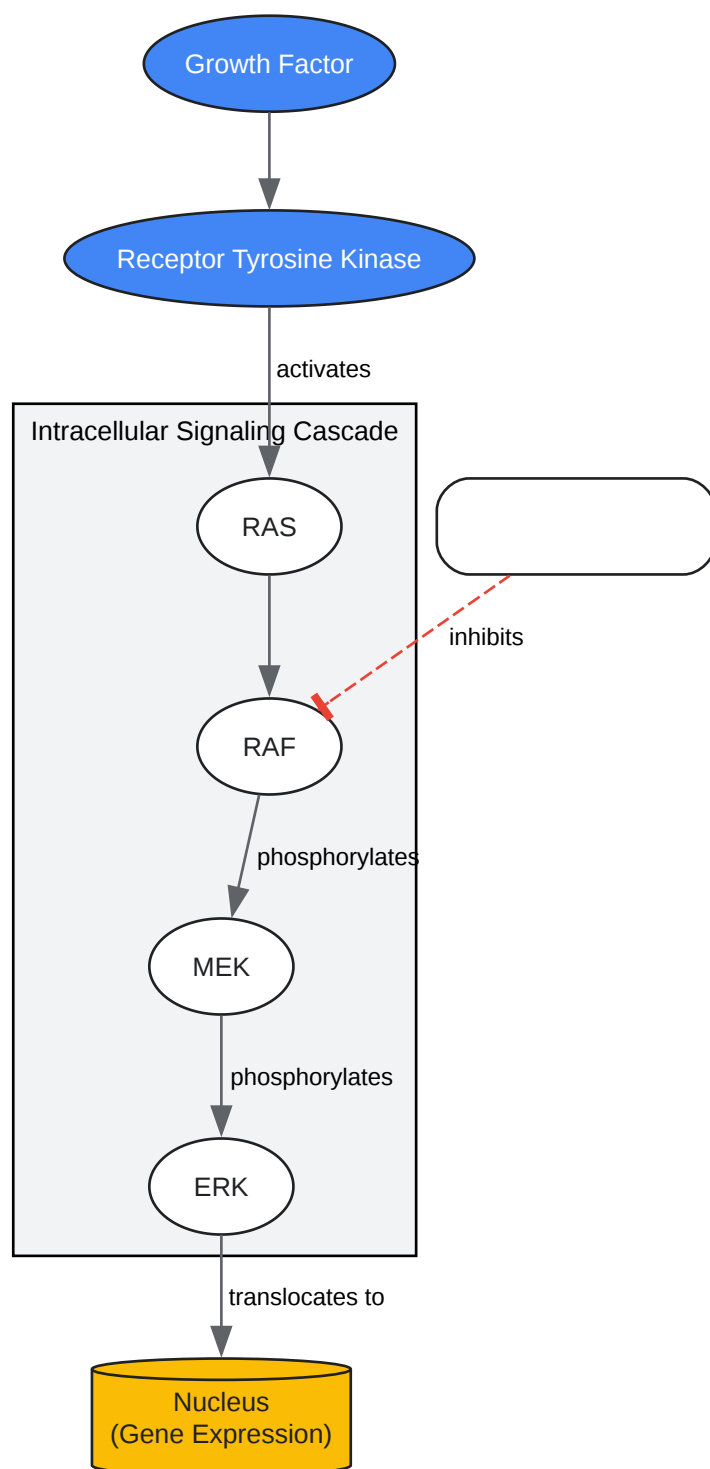 Growth Factor
Receptor Tyrosine Kinase
activates
Intracellular Signaling Cascade
RAS
inhibits
RAF
phosphorylates
MEK
phosphorylates
ERK
translocates to
Nucleus
(Gene Expression)